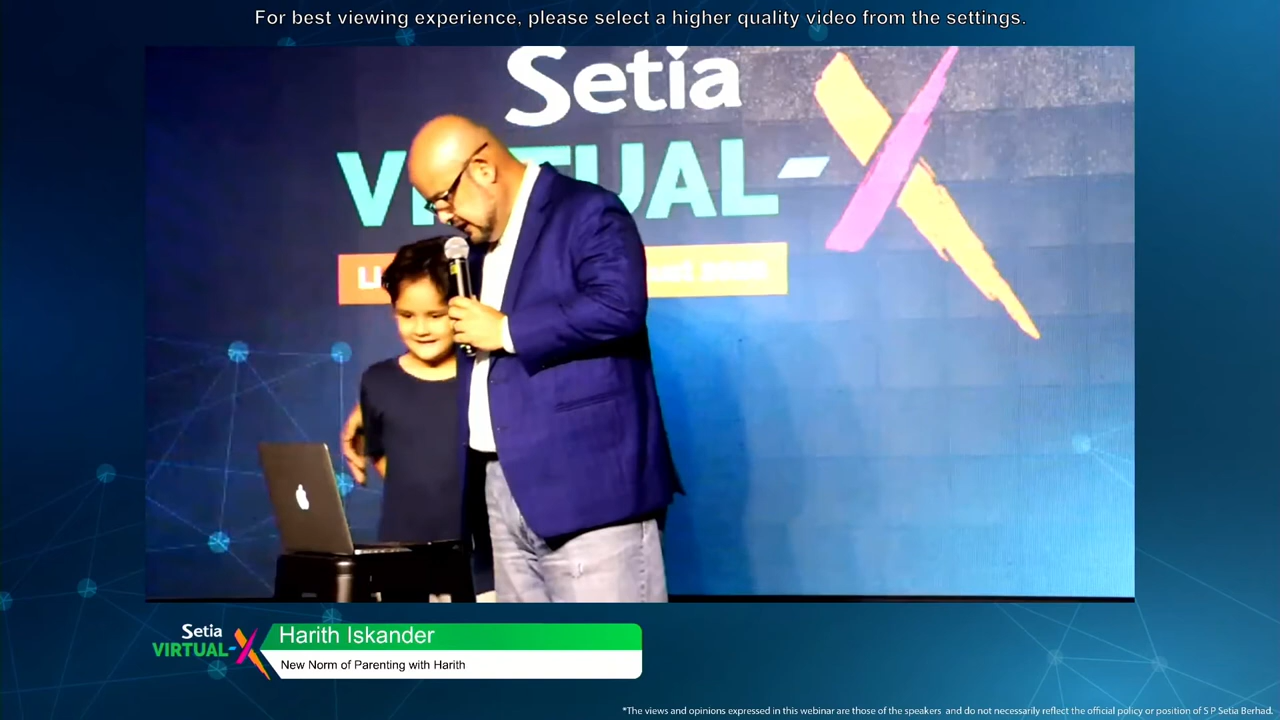 For best viewing experience, please select a higher quality video from the settings.
Setia
VIRTUAL-X
Setia
VIRTUAL-X
Harith Iskander
New Norm of Parenting with Harith
*The views and opinions expressed in this webinar are those of the speakers and do not necessarily reflect the official policy or position of S P Setia Berhad.